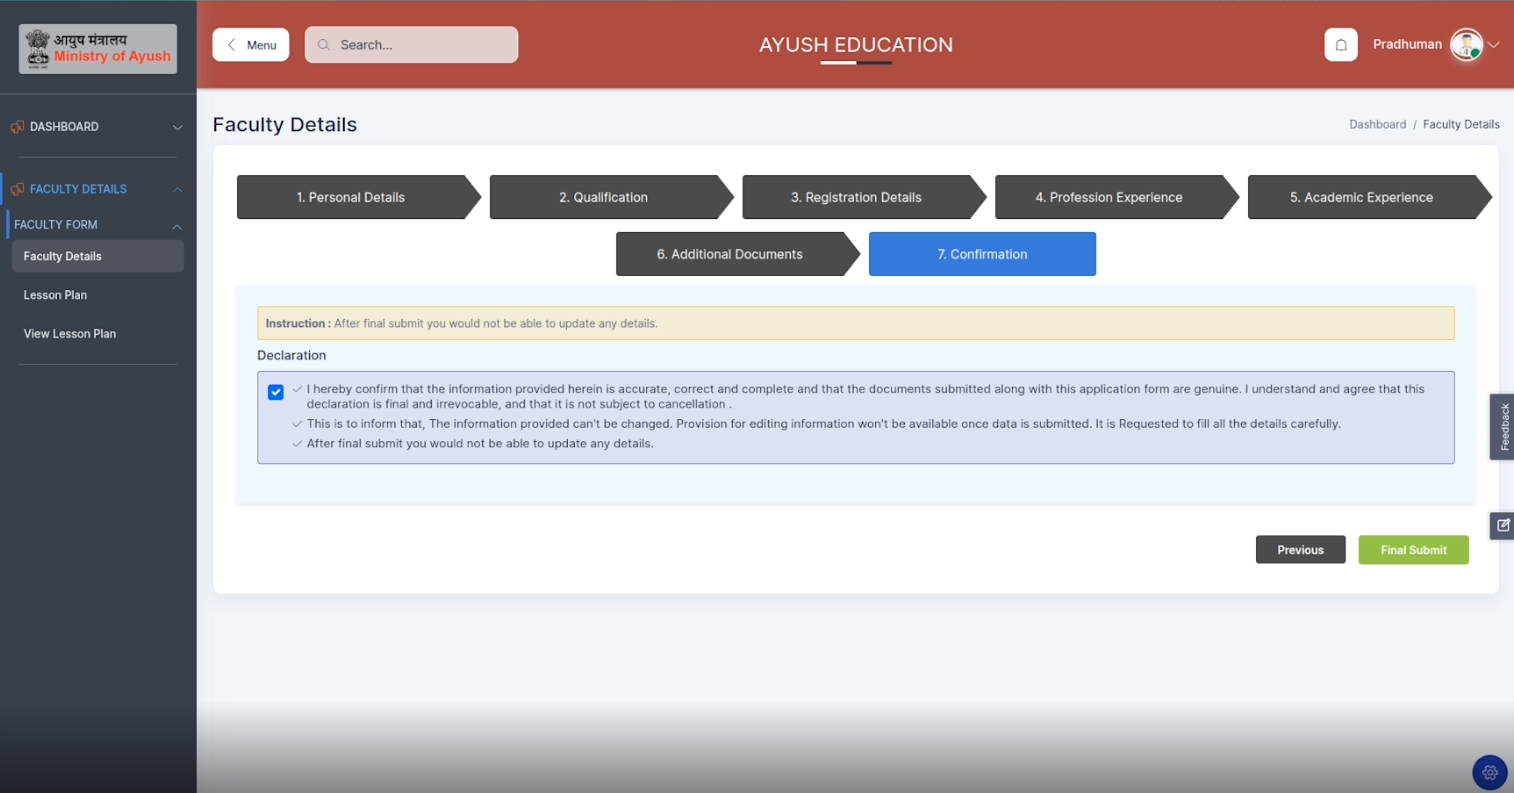 आयुष मंत्रालय
Ministry of Ayush
Menu
Search...
AYUSH EDUCATION
Pradhuman
DASHBOARD
FACULTY DETAILS
FACULTY FORM
Faculty Details
Lesson Plan
View Lesson Plan
Faculty Details
Dashboard / Faculty Details
1. Personal Details
2. Qualification
3. Registration Details
4. Profession Experience
5. Academic Experience
6. Additional Documents
7. Confirmation
Instruction : After final submit you would not be able to update any details.
Declaration
I hereby confirm that the information provided herein is accurate, correct and complete and that the documents submitted along with this application form are genuine. I understand and agree that this
declaration is final and irrevocable, and that it is not subject to cancellation .
This is to inform that, The information provided can't be changed. Provision for editing information won't be available once data is submitted. It is Requested to fill all the details carefully.
After final submit you would not be able to update any details.
Previous
Final Submit
Feedback